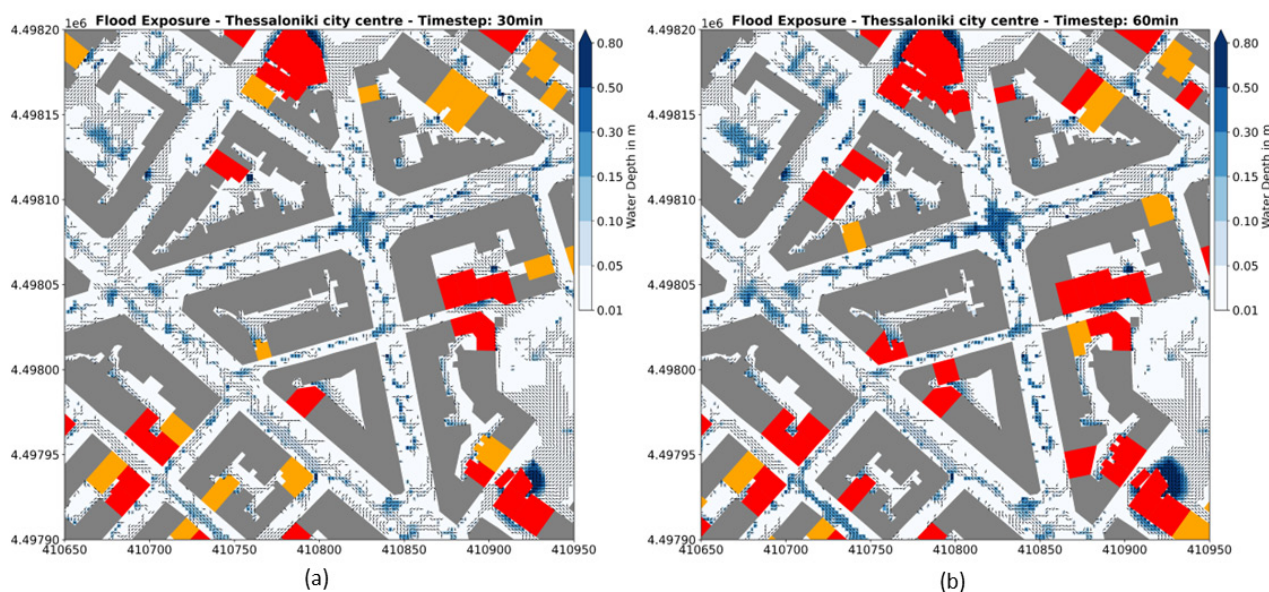 Flood Exposure - Thessaloniki city centre - Timestep: 30min
1e6
4.49820
4.49815
4.49810
4.49805
4.49800
4.49795
4.49790
410650 410700 410750 410800 410850 410900 410950
0.80
0.50
0.30
0.15
0.10
0.05
0.01
Water Depth in m
(a)
Flood Exposure - Thessaloniki city centre - Timestep: 60min
1e6
4.49820
4.49815
4.49810
4.49805
4.49800
4.49795
4.49790
410650 410700 410750 410800 410850 410900 410950
0.80
0.50
0.30
0.15
0.10
0.05
0.01
Water Depth in m
(b)